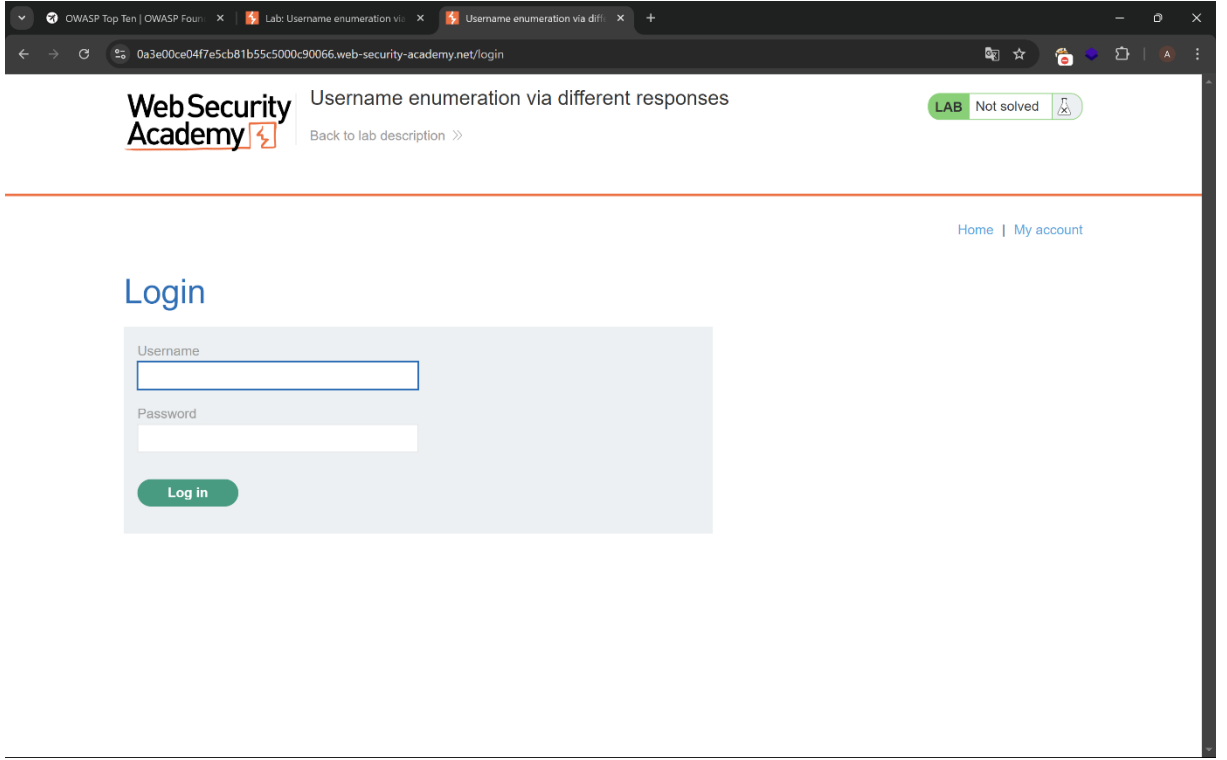 OWASP Top Ten | OWASP Foun
Lab: Username enumeration via
Username enumeration via diffe
0a3e00ce04f7e5cb81b55c5000c90066.web-security-academy.net/login
A
Web Security
Academy
Username enumeration via different responses
Back to lab description
LAB Not solved
Home | My account
Login
Username
Password
Log in